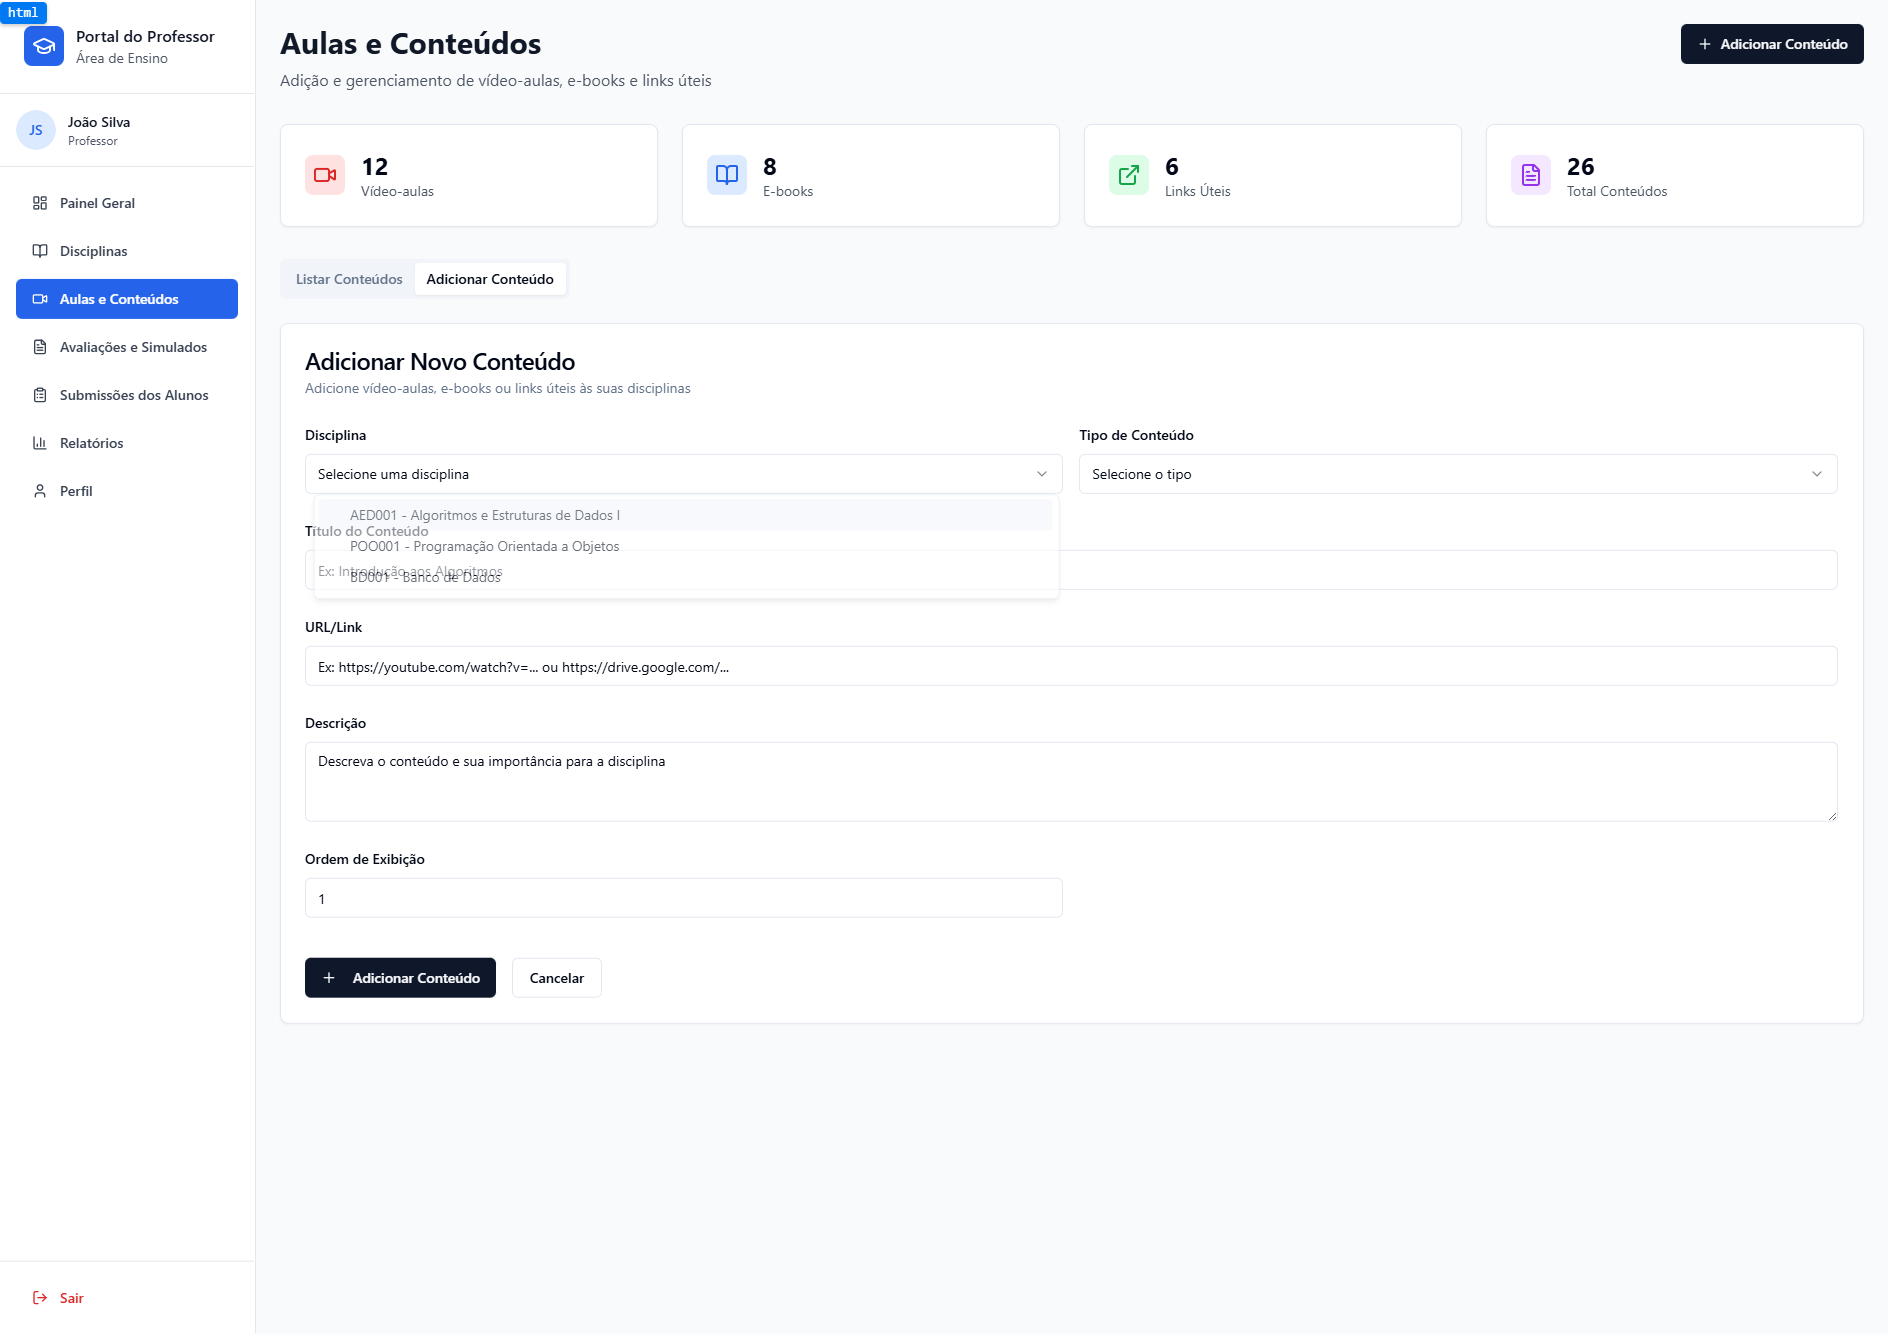 html
Portal do Professor
Área de Ensino
JS
João Silva
Professor
Painel Geral
Disciplinas
Aulas e Conteúdos
Avaliações e Simulados
Submissões dos Alunos
Relatórios
Perfil
Sair
Aulas e Conteúdos
Adição e gerenciamento de vídeo-aulas, e-books e links úteis
Adicionar Conteúdo
12
Vídeo-aulas
8
E-books
6
Links Úteis
26
Total Conteúdos
Listar Conteúdos
Adicionar Conteúdo
Adicionar Novo Conteúdo
Adicione vídeo-aulas, e-books ou links úteis às suas disciplinas
Disciplina
Selecione uma disciplina
Tipo de Conteúdo
Selecione o tipo
AED001 - Algoritmos e Estruturas de Dados I
Título do Conteúdo
POO001 - Programação Orientada a Objetos
Ex: Introdução aos Algoritmos
BD001 - Banco de Dados
URL/Link
Ex: https://youtube.com/watch?v=... ou https://drive.google.com/...
Descrição
Descreva o conteúdo e sua importância para a disciplina
Ordem de Exibição
1
Adicionar Conteúdo
Cancelar